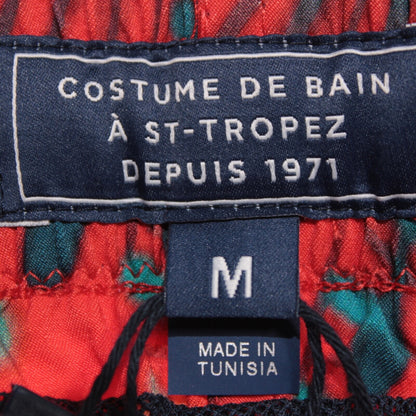 COSTUME DE BAIN
À ST-TROPEZ
DEPUIS 1971
M
MADE IN
TUNISIA